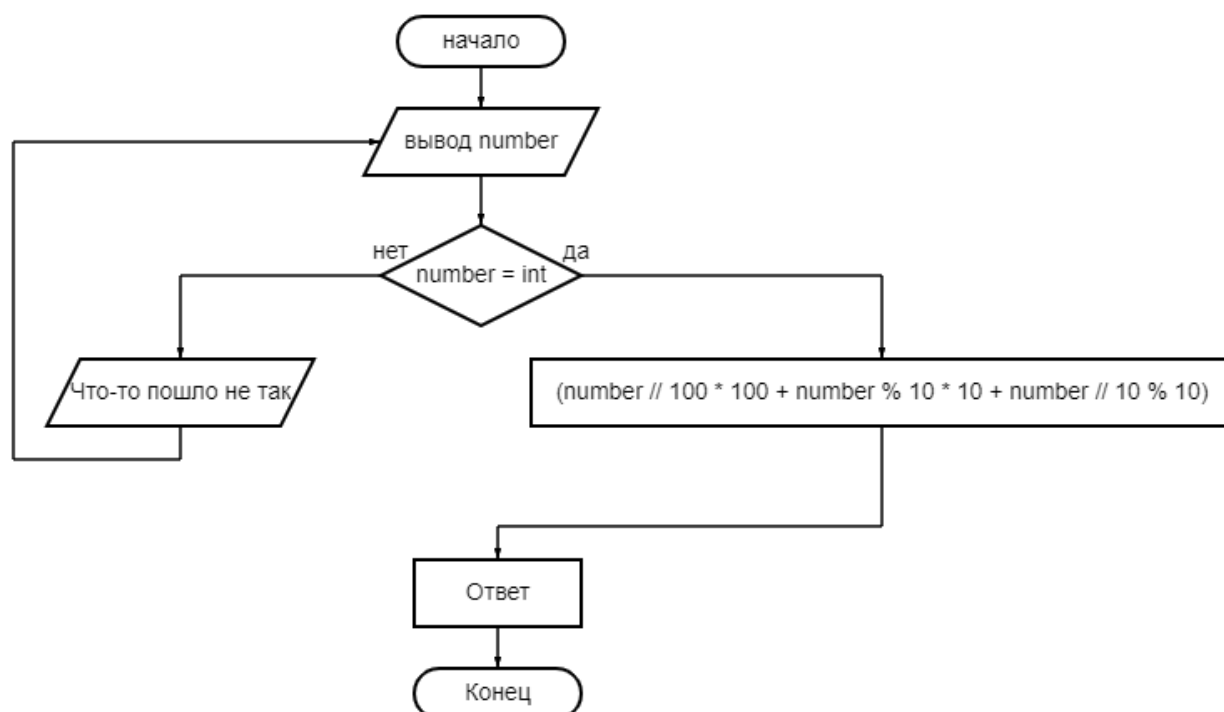 начало
вывод number
нет
да
number = int
Что-то пошло не так
(number // 100 * 100 + number % 10 * 10 + number // 10 % 10)
Ответ
Конец